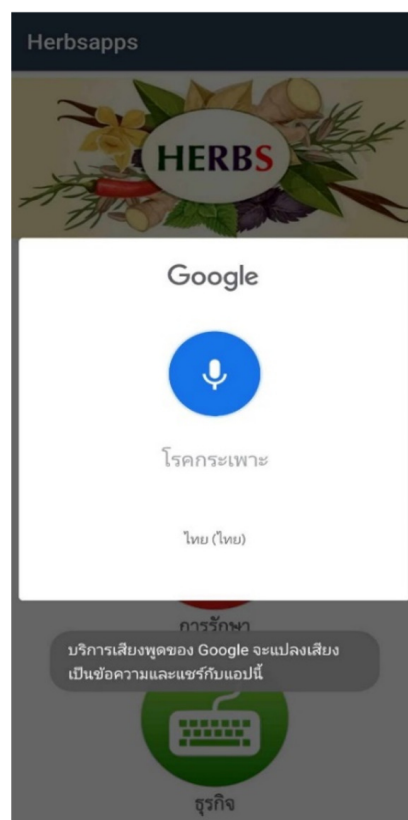 Herbsapps
HERBS
Google
โรคกระเพาะ
ไทย (ไทย)
การรักษา
บริการเสียงพูดของ Google จะแปลงเสียง
เป็นข้อความและแชร์กับแอปนี้
ธุรกิจ